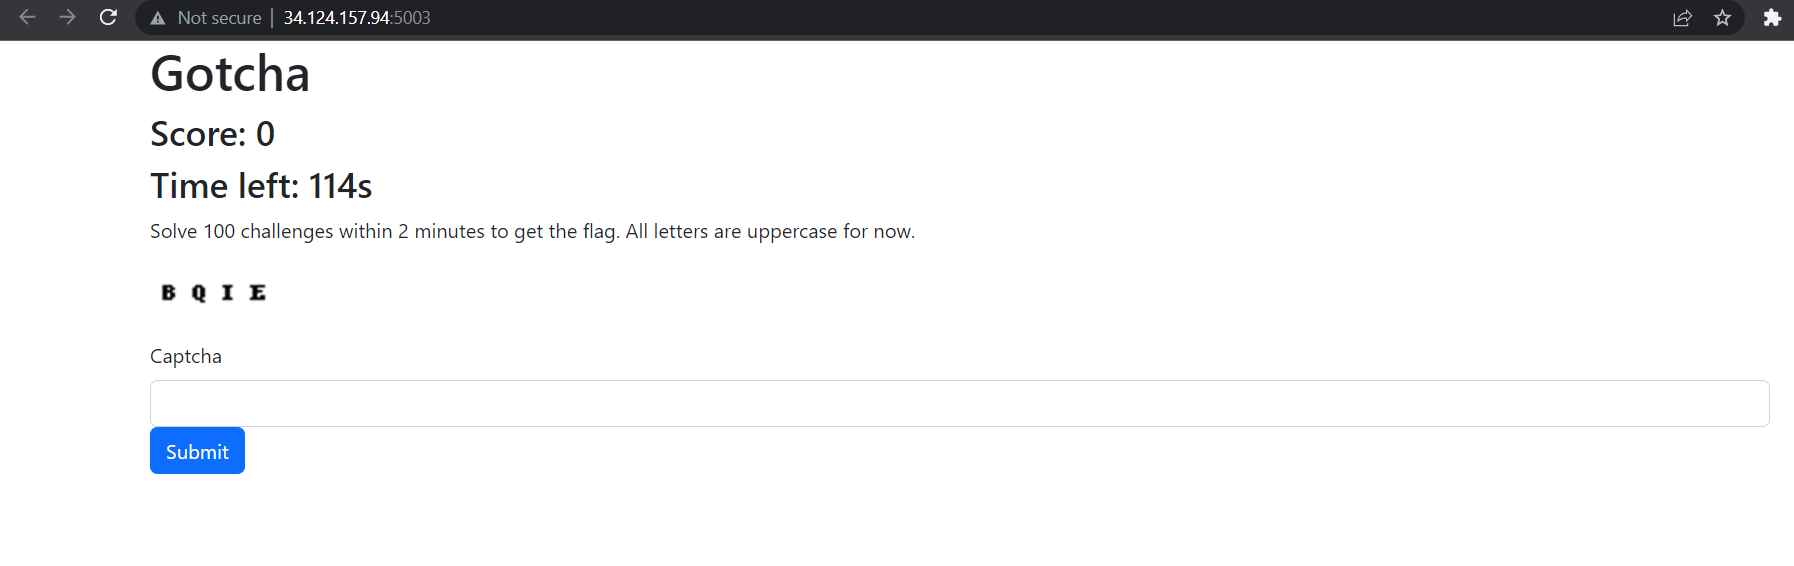 Not secure | 34.124.157.94:5003
Gotcha
Score: 0
Time left: 114s
Solve 100 challenges within 2 minutes to get the flag. All letters are uppercase for now.
B Q I E
Captcha
Submit